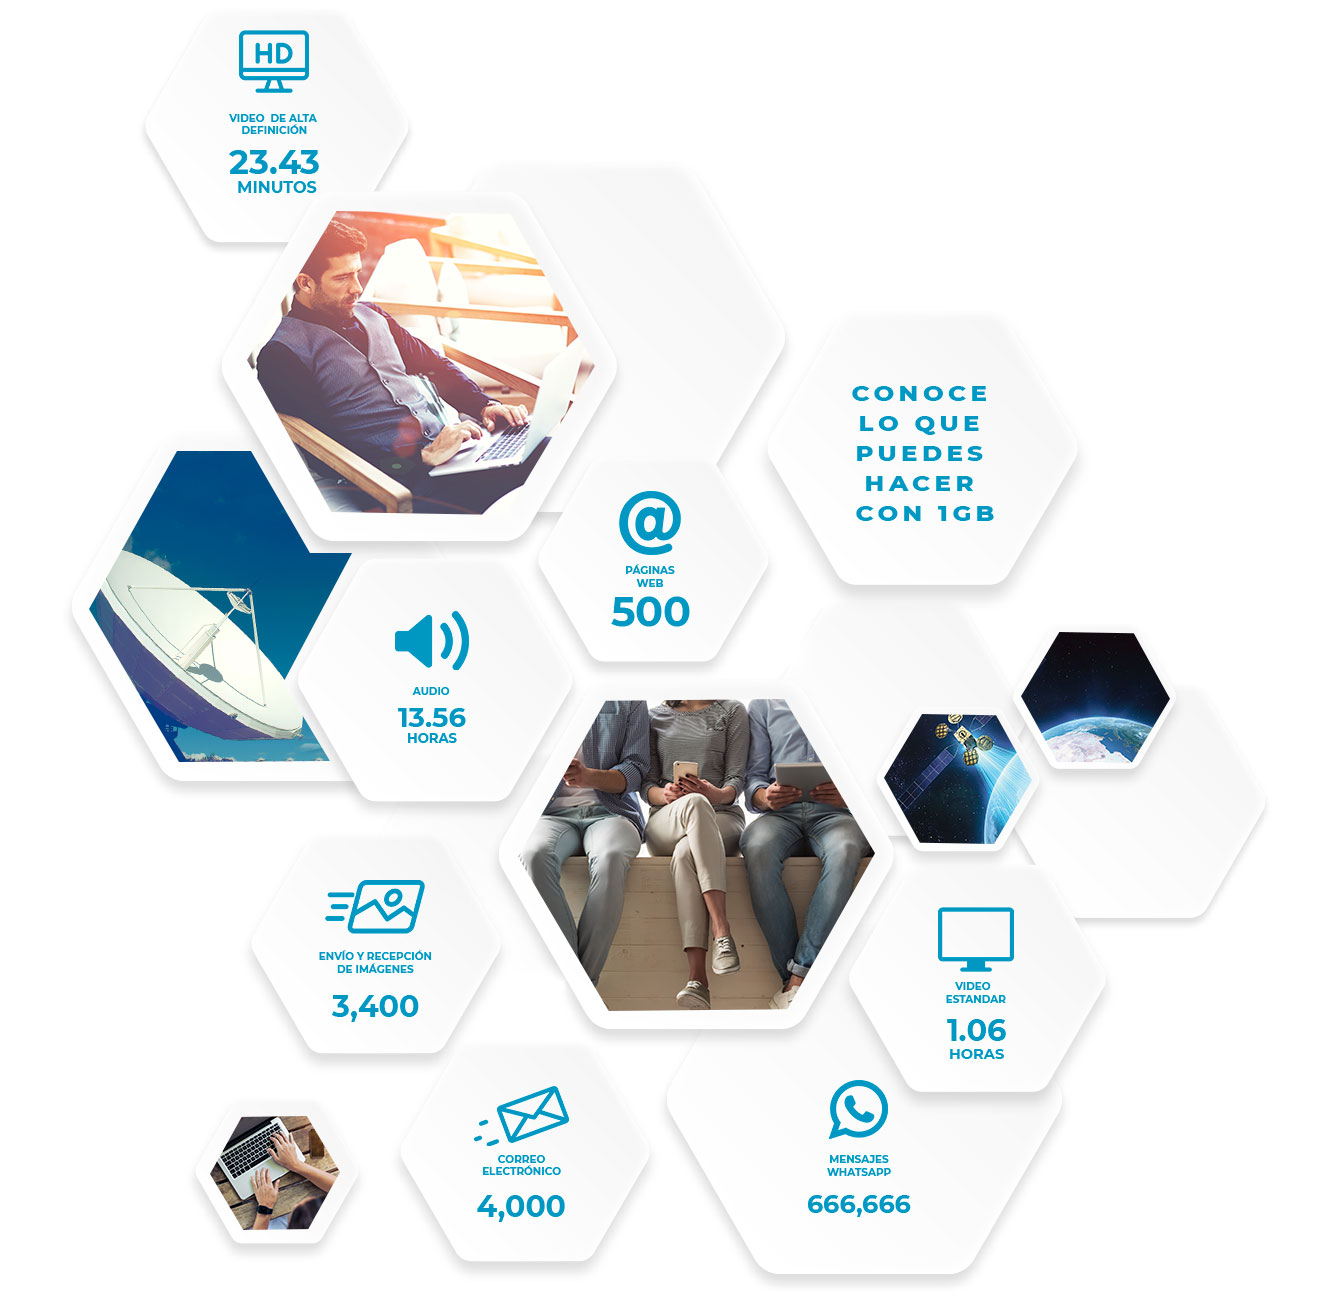 HD
VIDEO DE ALTA
DEFINICIÓN
23.43
MINUTOS
CONOCE
LO QUE
PUEDES
HACER
CON 1GB
@
PÁGINAS
WEB
500
AUDIO
13.56
HORAS
ENVÍO Y RECEPCIÓN
DE IMÁGENES
3,400
VIDEO
ESTANDAR
1.06
HORAS
CORREO
ELECTRÓNICO
4,000
MENSAJES
WHATSAPP
666,666